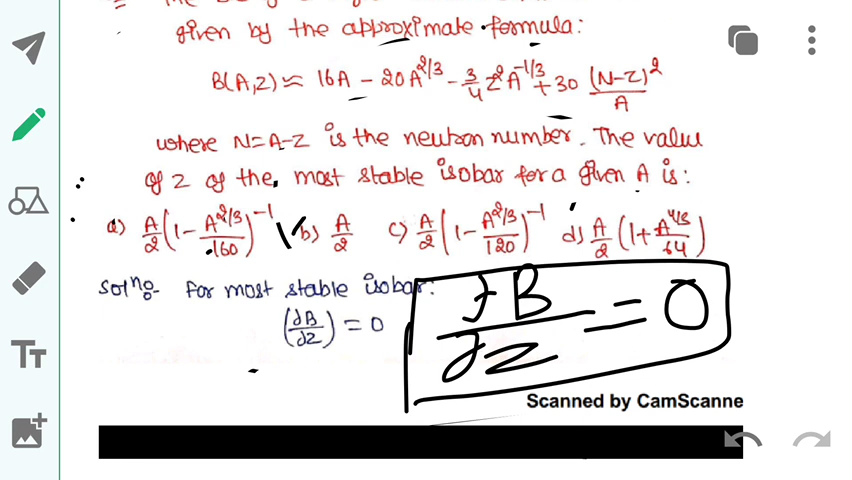 given by the approximate formula:
B(A,Z) ≈ 16A - 20A^2/3 - 3/4 Z^2 A^-1/3 + 30 (N-Z)^2/A
where N=A-Z is the neutron number. The value
of Z of the most stable isobar for a given A is:
a) A/2 (1 - A^2/3/160)^-1 b) A/2 c) A/2 (1 - A^2/3/120)^-1 d) A/2 (1 + A^4/3/64)
Solno- For most stable isobar:
(∂B/∂Z) = 0
∂B/∂Z = 0
Scanned by CamScanne
TT